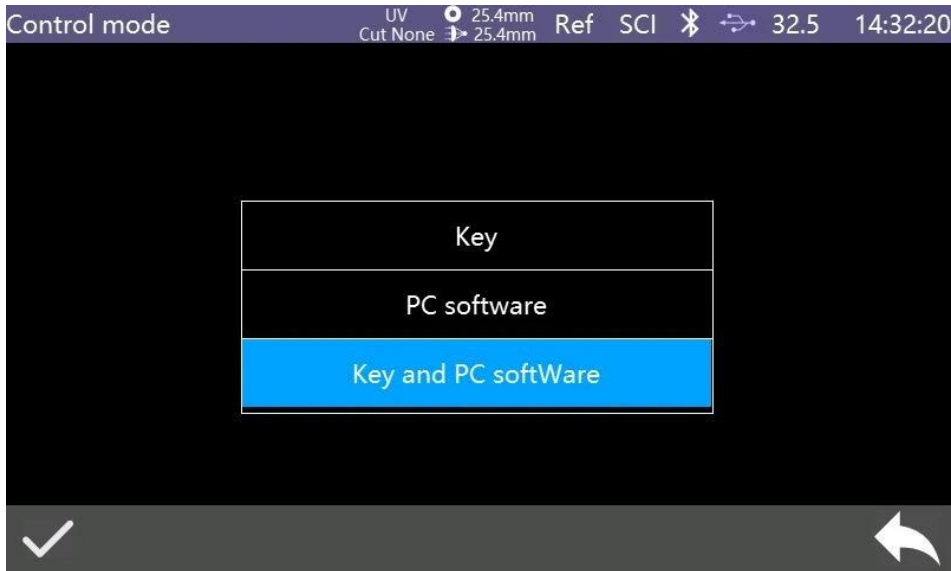 Control mode
UV 25.4mm
Cut None 25.4mm
Ref SCI 32.5 14:32:20
Key
PC software
Key and PC softWare